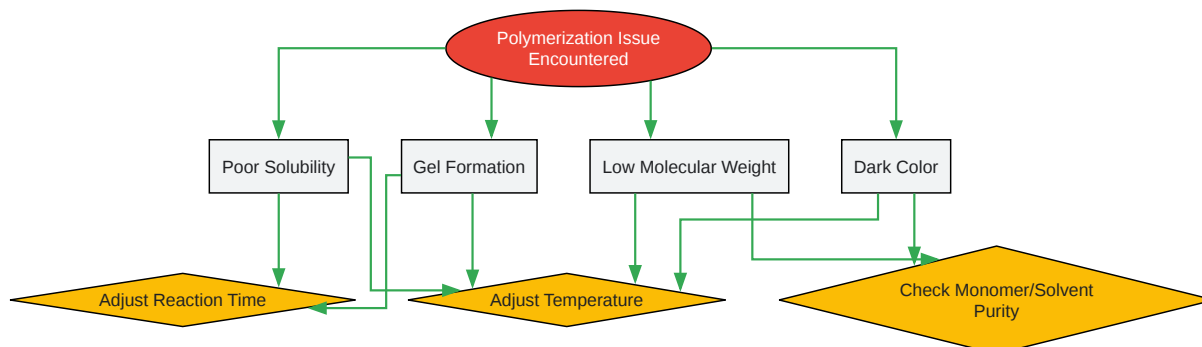 Polymerization Issue
Encountered
Poor Solubility
Gel Formation
Low Molecular Weight
Dark Color
Adjust Reaction Time
Adjust Temperature
Check Monomer/Solvent
Purity